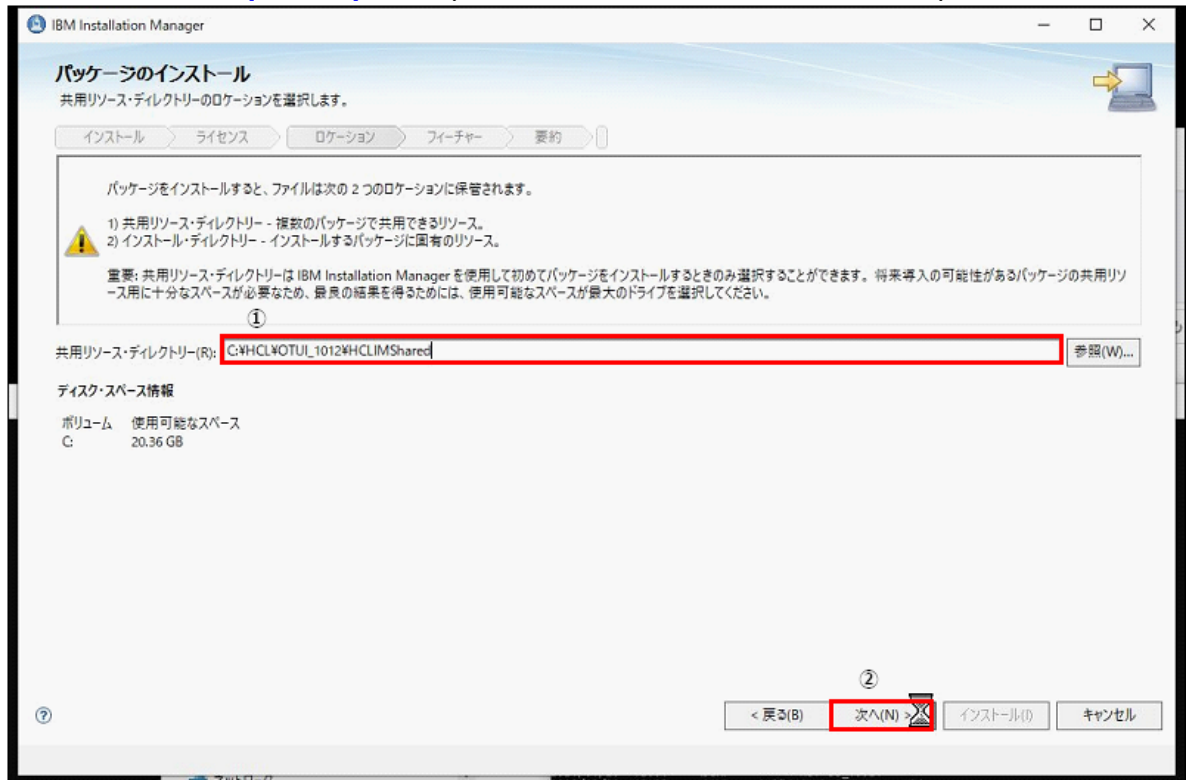 IBM Installation Manager
パッケージのインストール
共用リソース・ディレクトリーのロケーションを選択します。
インストール ライセンス ロケーション フィーチャー 要約
パッケージをインストールすると、ファイルは次の 2 つのロケーションに保管されます。
1) 共用リソース・ディレクトリー - 複数のパッケージで共用できるリソース。
2) インストール・ディレクトリー - インストールするパッケージに固有のリソース。
重要: 共用リソース・ディレクトリーは IBM Installation Manager を使用して初めてパッケージをインストールするときのみ選択することができます。将来導入の可能性があるパッケージの共用リソ
ース用に十分なスペースが必要なため、最良の結果を得るためには、使用可能なスペースが最大のドライブを選択してください。
①
共用リソース・ディレクトリー(R): C:¥HCL¥OTUI_1012¥HCLIMShared 参照(W)...
ディスク・スペース情報
ボリューム 使用可能なスペース
C: 20.36 GB
②
? < 戻る(B) 次へ(N) > インストール(I) キャンセル